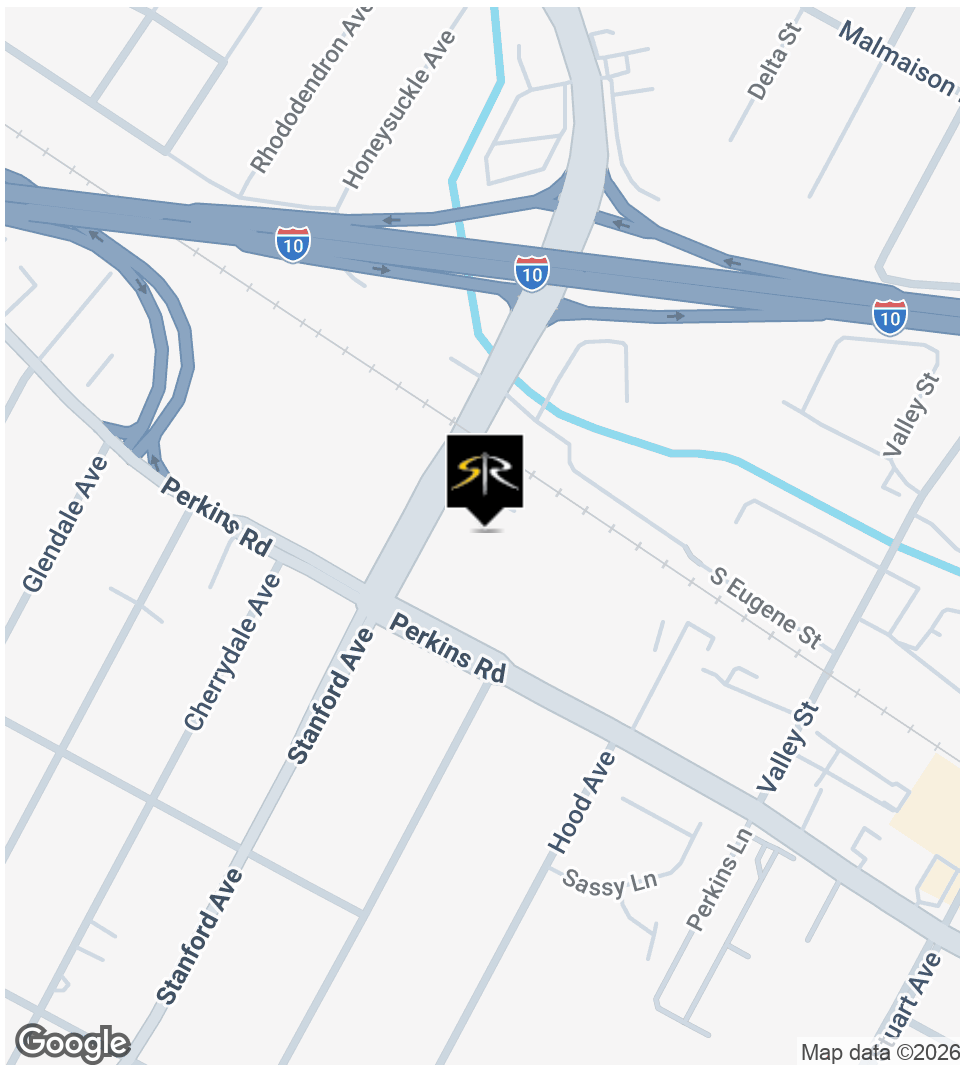 Rhododendron Ave
Honeysuckle Ave
Delta St
Malmaison
10
10
10
Valley St
SR
Glendale Ave
Perkins Rd
S Eugene St
Cherrydale Ave
Perkins Rd
Stanford Ave
Valley St
Hood Ave
Perkins Ln
Sassy Ln
Stanford Ave
Stuart Ave
Google
Map data ©2026